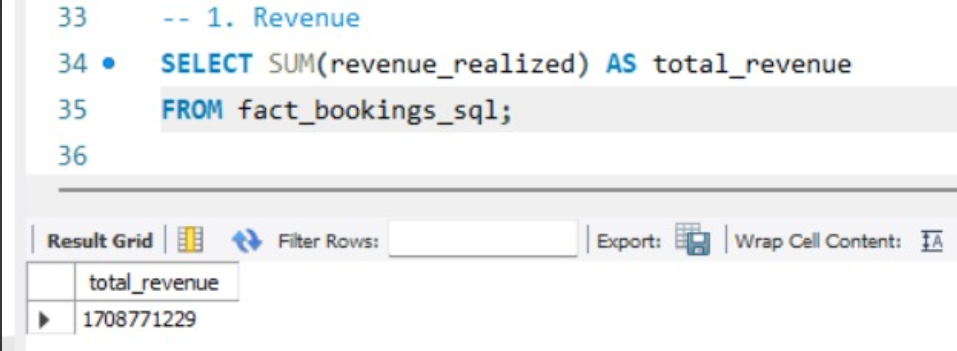 33 -- 1. Revenue
34 SELECT SUM(revenue_realized) AS total_revenue
35 FROM fact_bookings_sql;
36
Result Grid Filter Rows: Export: Wrap Cell Content: IA
total_revenue
1708771229